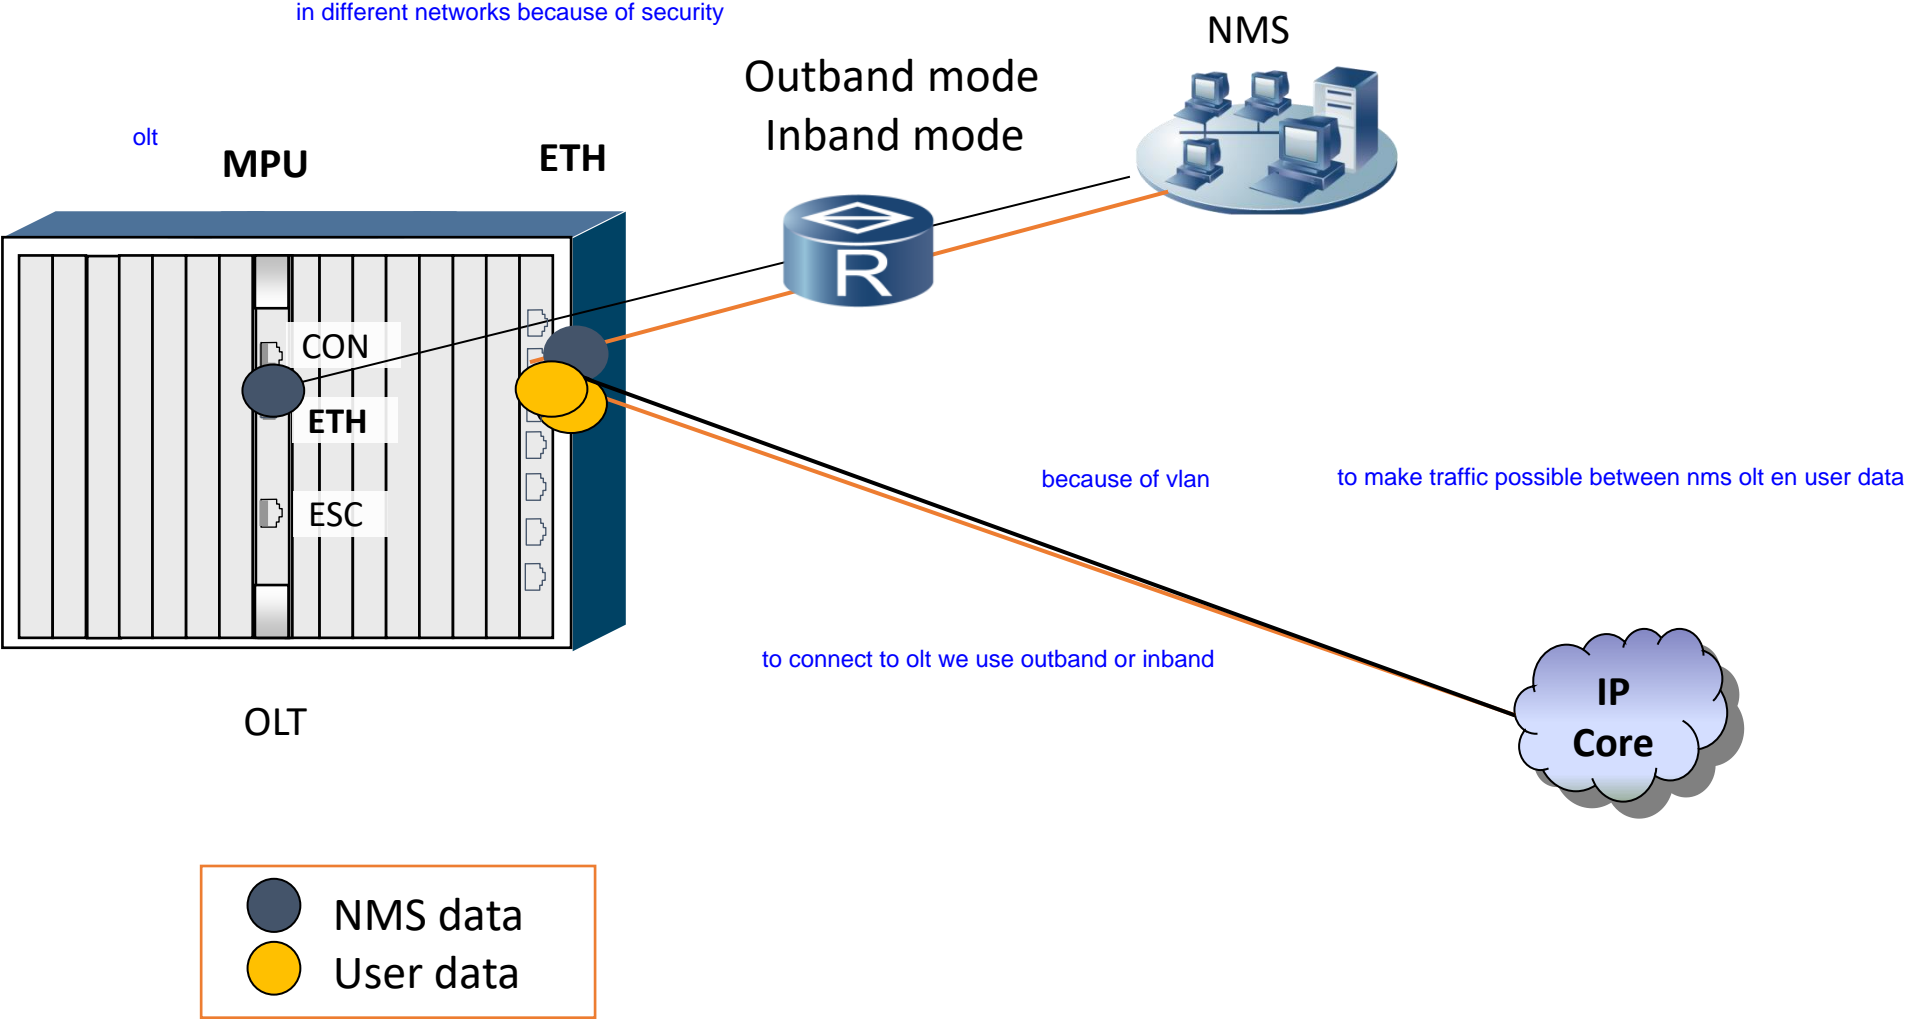 in different networks because of security
NMS
Outband mode
Inband mode
olt
MPU
ETH
R
CON
ETH
ESC
because of vlan
to make traffic possible between nms olt en user data
to connect to olt we use outband or inband
IP
Core
OLT
NMS data
User data